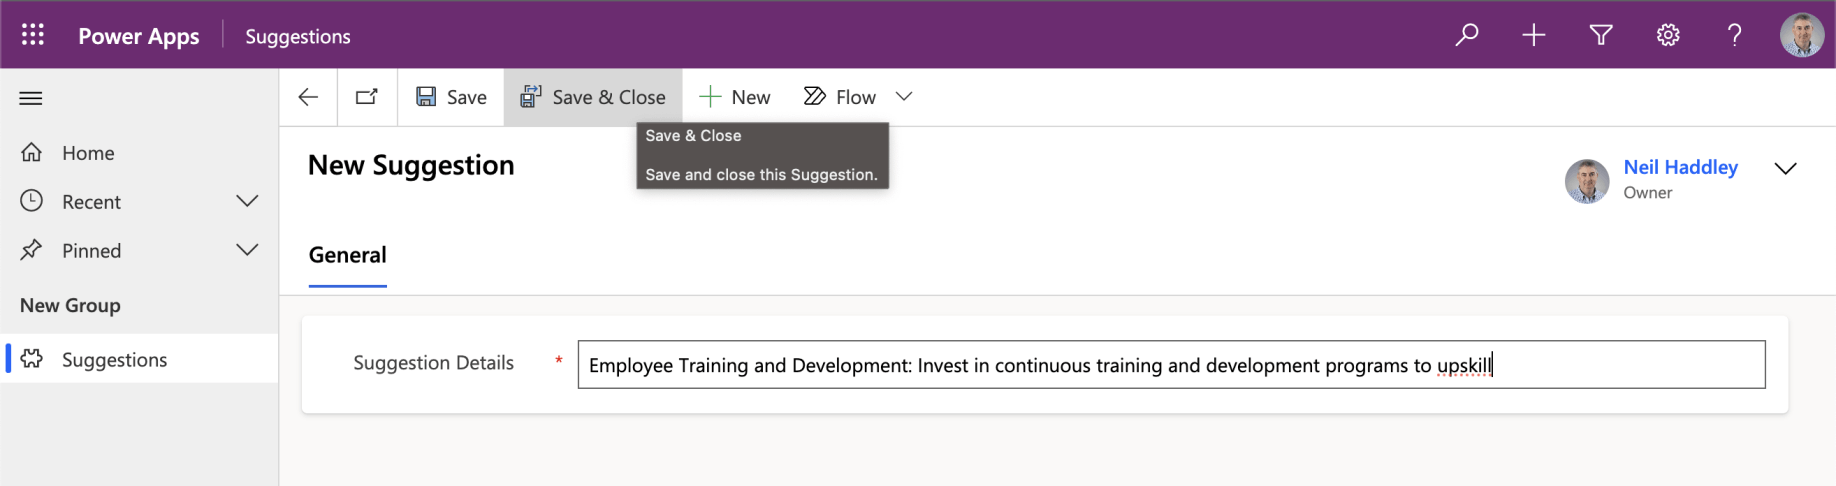 Power Apps Suggestions
Save Save & Close New Flow
Save & Close
Save and close this Suggestion.
Home
Recent
Pinned
New Group
Suggestions
New Suggestion
Neil Haddley
Owner
General
Suggestion Details * Employee Training and Development: Invest in continuous training and development programs to upskill